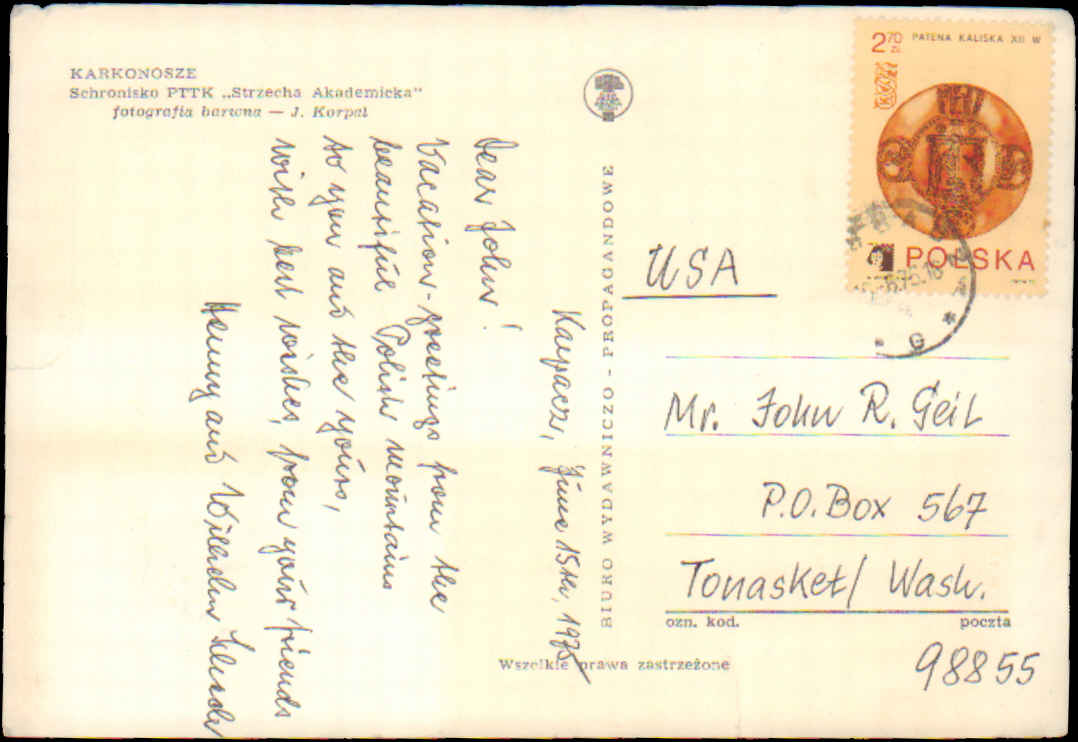 KARKONOSZE
Schronisko PTTK „Strzecha Akademicka"
fotografia barwna — J. Korpal
Karpacz, June 15th, 1975
Dear John!
Vacation-greetings from the
beautiful Polish mountains
to you and the yours,
with best wishes, from your friends
Henny and
BIURO WYDAWNICZO - PROPAGANDOWE
Wszelkie prawa zastrzeżone
2 70 zł
PATENA KALISKA XII W
POLSKA
USA
Mr. John R. Geil
P.O. Box 567
Tonasket/ Wash.
ozn. kod. poczta
98855